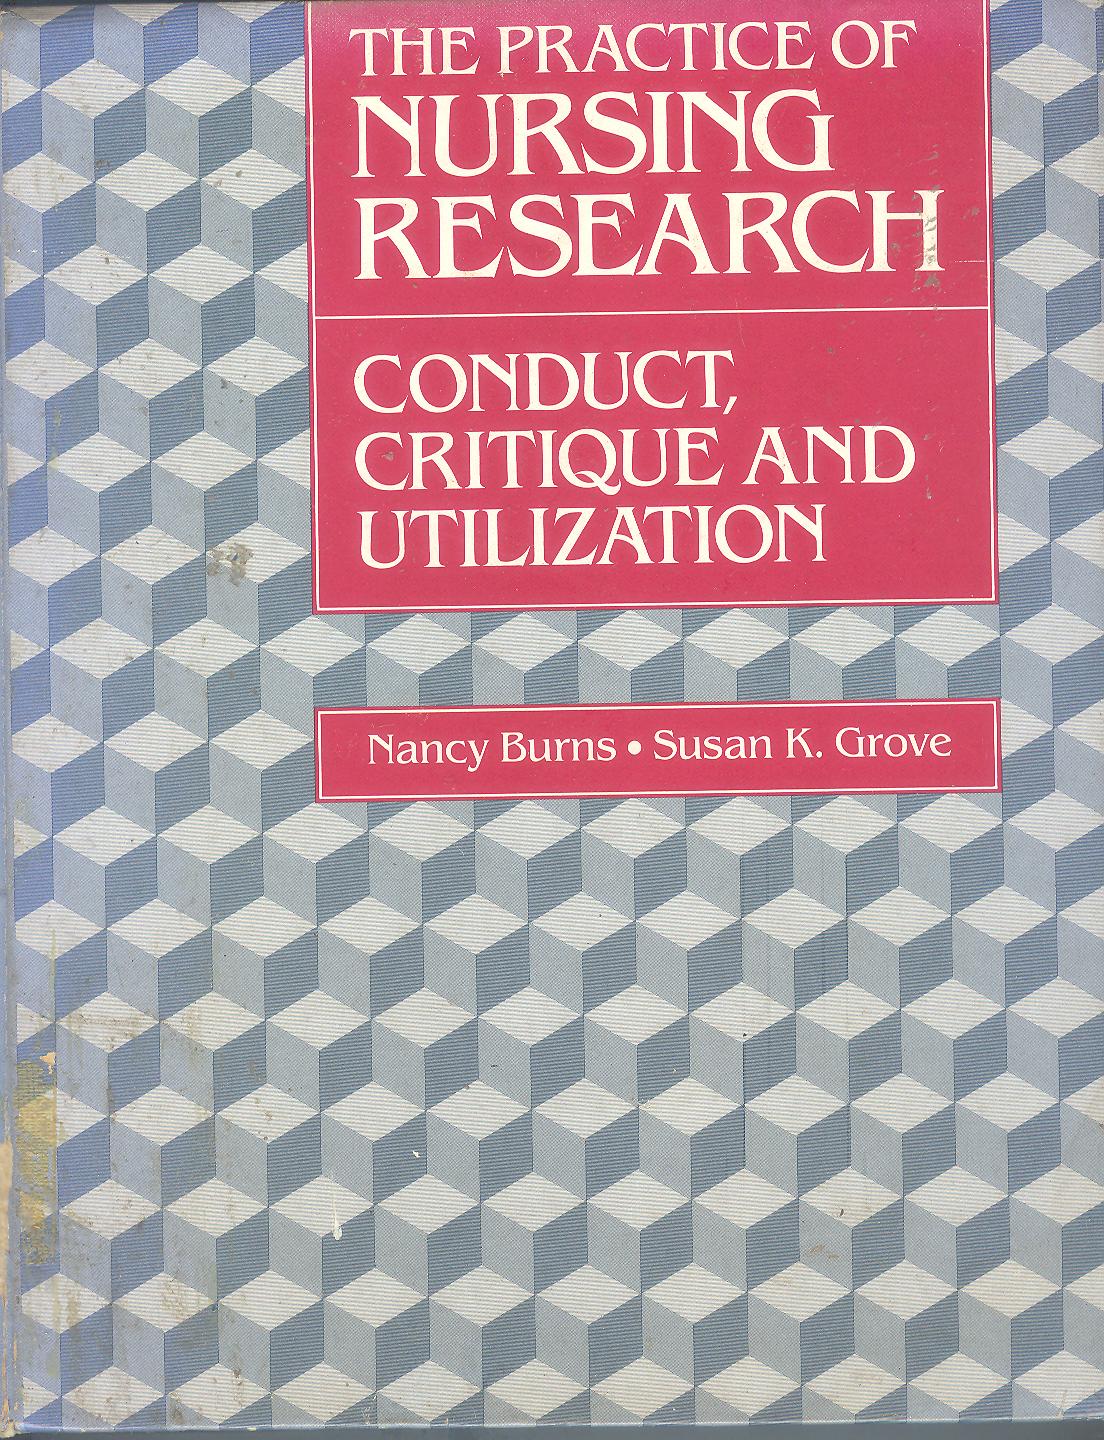 THE PRACTICE OF
NURSING
RESEARCH
CONDUCT,
CRITIQUE AND
UTILIZATION
Nancy Burns • Susan K. Grove